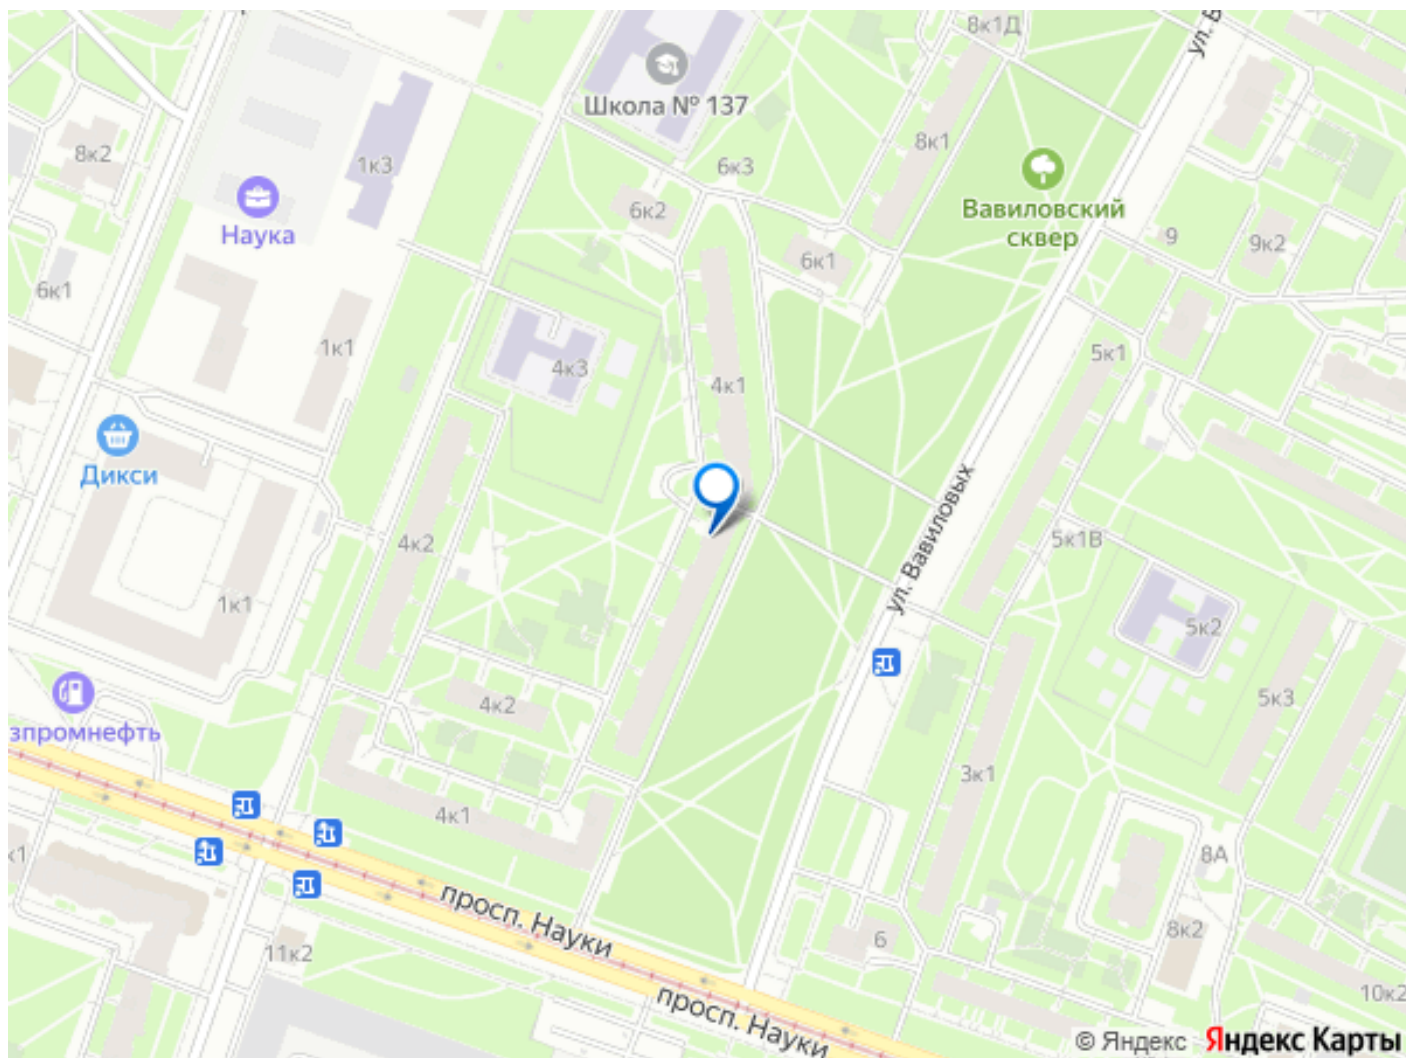 8к1Д
ул. В
Школа № 137
8к1
8к2
1к3
6к3
Вавиловский
сквер
6к2
Наука
9
9к2
6к1
6к1
1к1
4к3
4к1
5к1
Дикси
ул. Вавиловых
4к2
5к1В
1к1
5к2
4к2
5к3
зпромнефть
3к1
4к1
к1
8А
просп. Науки
11к2
6
8к2
10к2
просп. Науки
© Яндекс Яндекс Карты